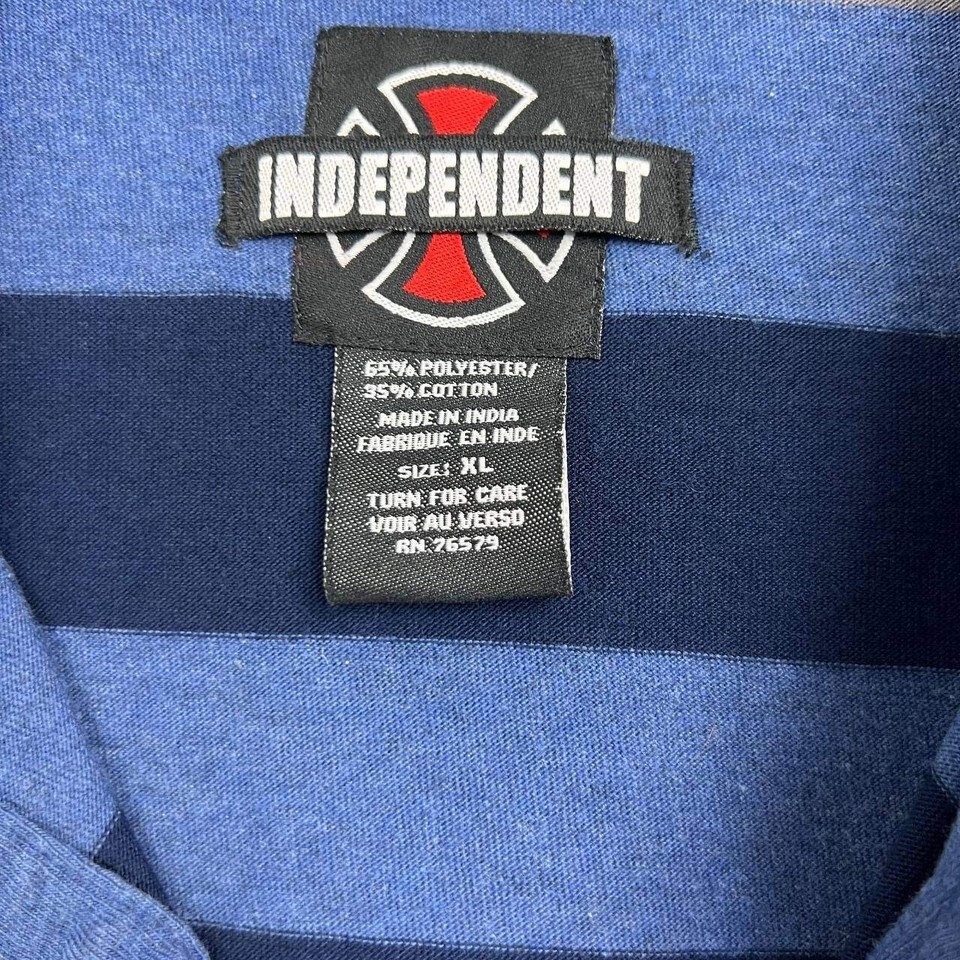 INDEPENDENT
65% POLYESTER/
35% COTTON
MADE IN INDIA
FABRIQUE EN INDE
SIZE: XL
TURN FOR CARE
VOIR AU VERSO
RN 76579